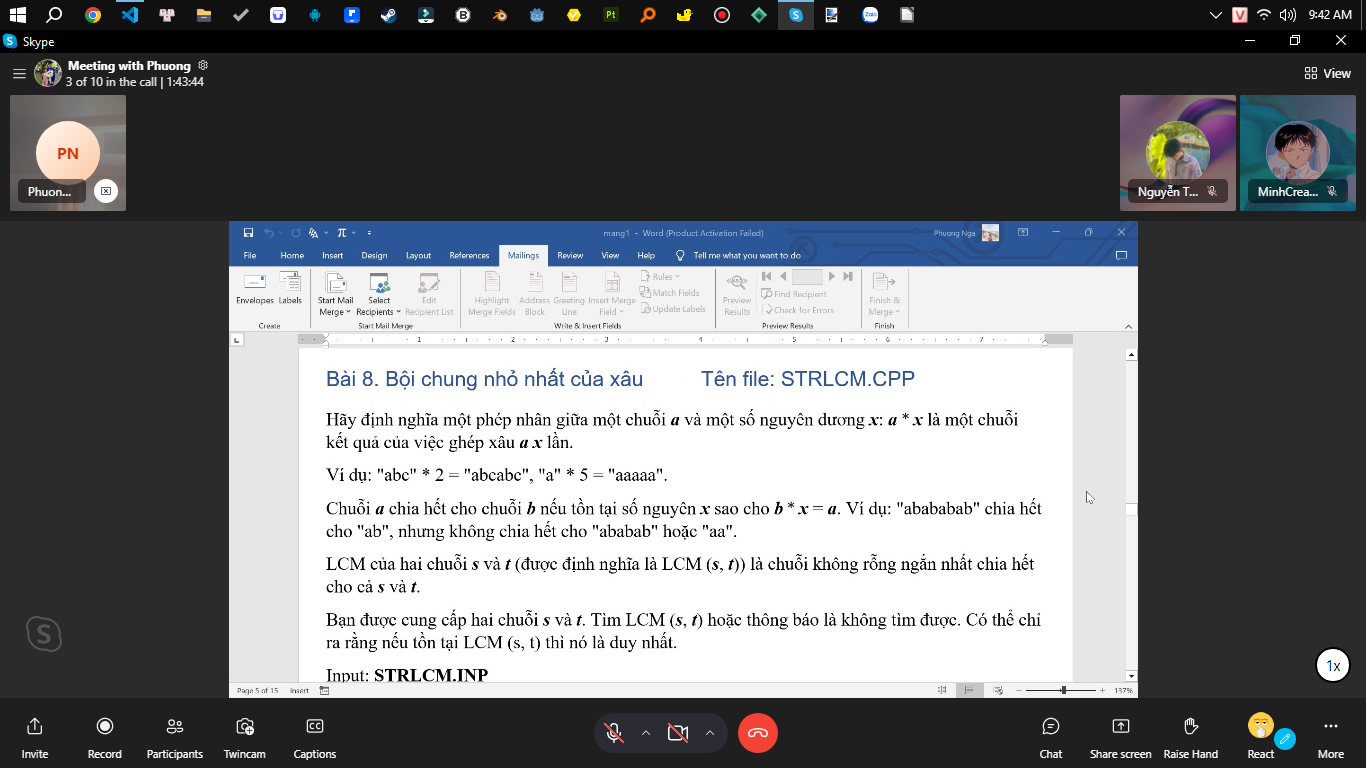 9:42 AM
Skype
Meeting with Phuong
3 of 10 in the call | 1:43:44
View
PN
Phuon...
Nguyễn T...
MinhCrea...
mang1 - Word (Product Activation Failed)
Phuong Nga
File Home Insert Design Layout References Mailings Review View Help Tell me what you want to do
Envelopes Labels
Create
Start Mail Merge
Select Recipients
Edit Recipient List
Start Mail Merge
Highlight Merge Fields
Address Block
Greeting Line
Insert Merge Field
Rules
Match Fields
Update Labels
Write & Insert Fields
Preview Results
Find Recipient
Check for Errors
Preview Results
Finish & Merge
Finish
1 2 3 4 5 6 7
Bài 8. Bội chung nhỏ nhất của xâu Tên file: STRLCM.CPP
Hãy định nghĩa một phép nhân giữa một chuỗi a và một số nguyên dương x: a * x là một chuỗi
kết quả của việc ghép xâu a x lần.
Ví dụ: "abc" * 2 = "abcabc", "a" * 5 = "aaaaa".
Chuỗi a chia hết cho chuỗi b nếu tồn tại số nguyên x sao cho b * x = a. Ví dụ: "abababab" chia hết
cho "ab", nhưng không chia hết cho "ababab" hoặc "aa".
LCM của hai chuỗi s và t (được định nghĩa là LCM (s, t)) là chuỗi không rỗng ngắn nhất chia hết
cho cả s và t.
Bạn được cung cấp hai chuỗi s và t. Tìm LCM (s, t) hoặc thông báo là không tìm được. Có thể chỉ
ra rằng nếu tồn tại LCM (s, t) thì nó là duy nhất.
Input: STRLCM.INP
Page 5 of 15 Insert
137%
1x
Invite Record Participants Twincam Captions
Chat Share screen Raise Hand React More